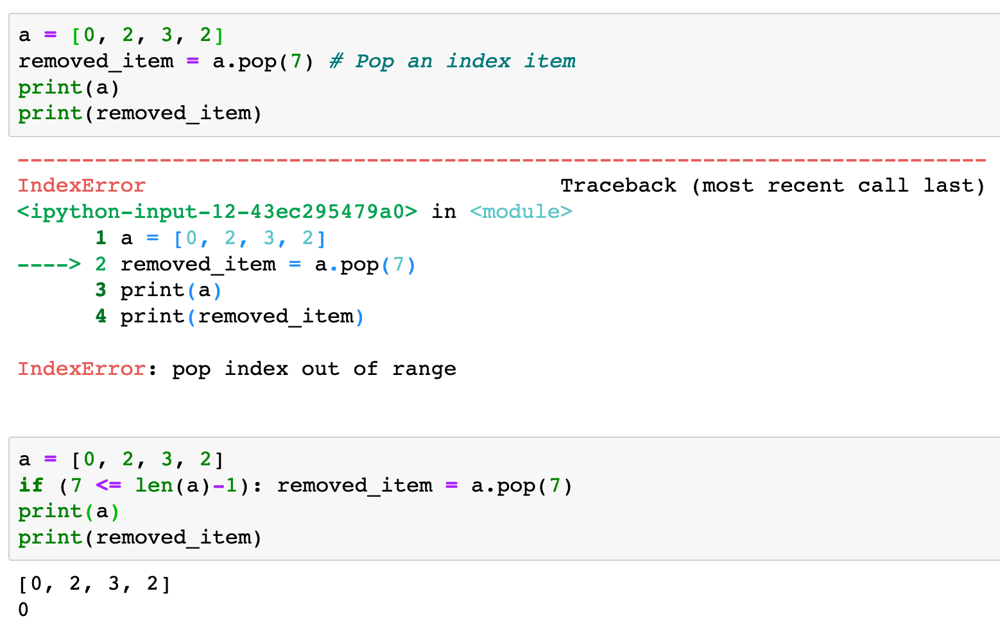 a = [0, 2, 3, 2]
removed_item = a.pop(7) # Pop an index item
print(a)
print(removed_item)
---------------------------------------------------------------------------
IndexError                                Traceback (most recent call last)
<ipython-input-12-43ec295479a0> in <module>
      1 a = [0, 2, 3, 2]
----> 2 removed_item = a.pop(7)
      3 print(a)
      4 print(removed_item)
IndexError: pop index out of range
a = [0, 2, 3, 2]
if (7 <= len(a)-1): removed_item = a.pop(7)
print(a)
print(removed_item)
[0, 2, 3, 2]
0